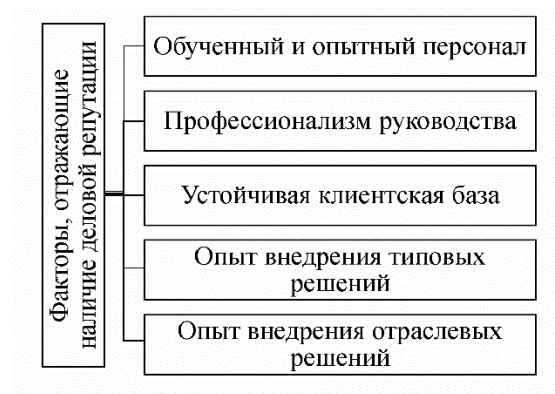 Факторы, отражающие
наличие деловой репутации
Обученный и опытный персонал
Профессионализм руководства
Устойчивая клиентская база
Опыт внедрения типовых
решений
Опыт внедрения отраслевых
решений